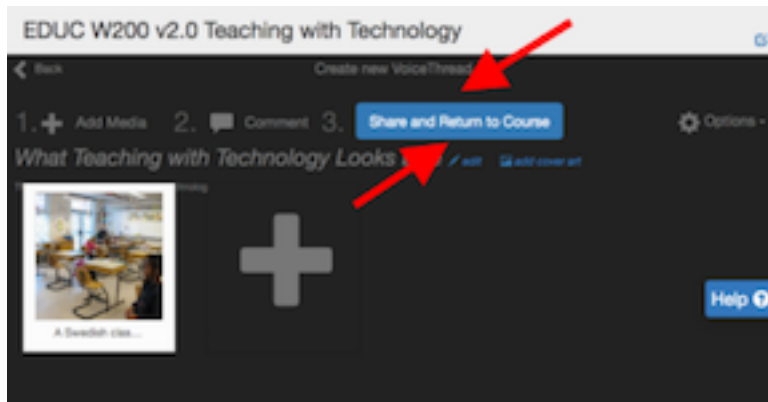 EDUC W200 v2.0 Teaching with Technology
Back
Create new VoiceThread
1. Add Media 2. Comment 3. Share and Return to Course
Options
What Teaching with Technology Looks
edit
add cover art
A Swedish clas...
Help